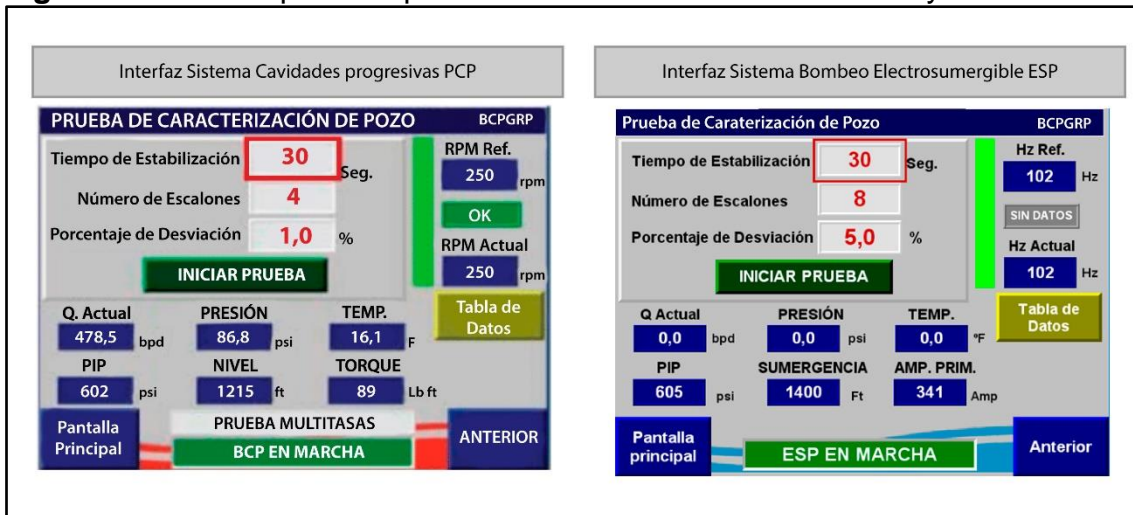 Interfaz Sistema Cavidades progresivas PCP
PRUEBA DE CARACTERIZACIÓN DE POZO BCPGRP
Tiempo de Estabilización 30 Seg.
Número de Escalones 4
Porcentaje de Desviación 1,0 %
INICIAR PRUEBA
RPM Ref.
250 rpm
OK
RPM Actual
250 rpm
Tabla de
Datos
Q. Actual PRESIÓN TEMP.
478,5 bpd 86,8 psi 16,1 F
PIP NIVEL TORQUE
602 psi 1215 ft 89 Lb ft
Pantalla
Principal
PRUEBA MULTITASAS
BCP EN MARCHA
ANTERIOR
Interfaz Sistema Bombeo Electrosumergible ESP
Prueba de Caraterización de Pozo BCPGRP
Tiempo de Estabilización 30 Seg.
Número de Escalones 8
Porcentaje de Desviación 5,0 %
INICIAR PRUEBA
Hz Ref.
102 Hz
SIN DATOS
Hz Actual
102 Hz
Tabla de
Datos
Q Actual PRESIÓN TEMP.
0,0 bpd 0,0 psi 0,0 °F
PIP SUMERGENCIA AMP. PRIM.
605 psi 1400 Ft 341 Amp
Pantalla
principal
ESP EN MARCHA
Anterior